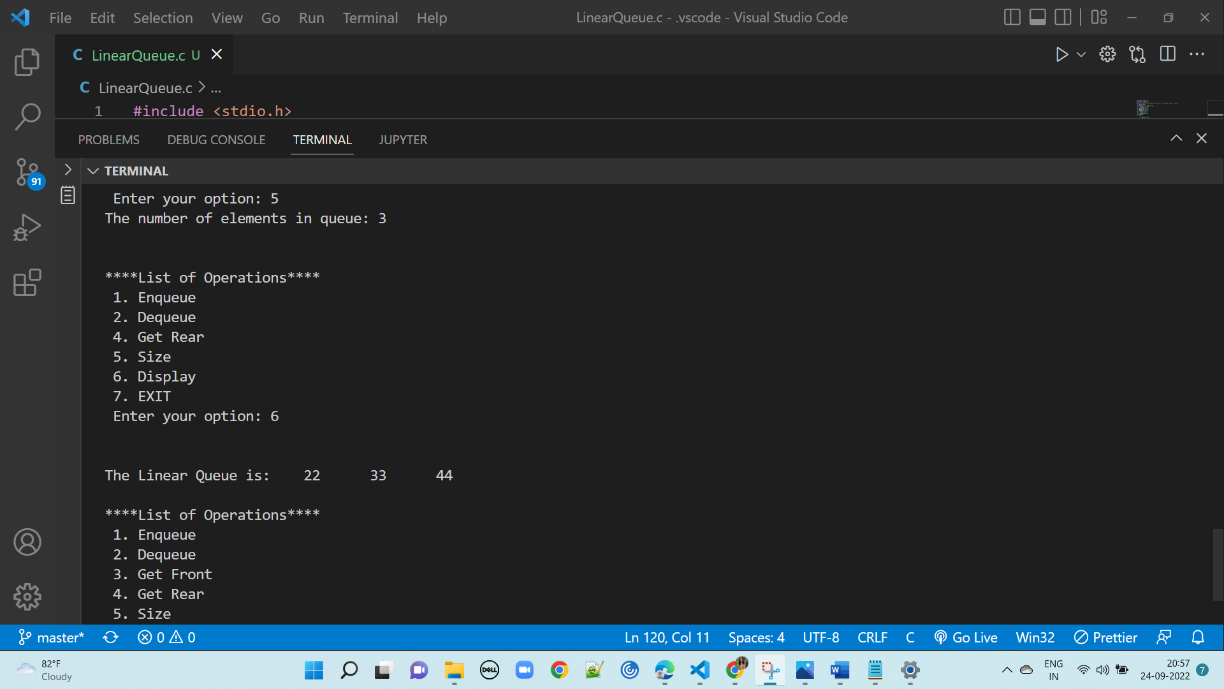 File Edit Selection View Go Run Terminal Help LinearQueue.c - .vscode - Visual Studio Code
C LinearQueue.c U
C LinearQueue.c > ...
1 #include <stdio.h>
PROBLEMS DEBUG CONSOLE TERMINAL JUPYTER
TERMINAL
91
Enter your option: 5
The number of elements in queue: 3
****List of Operations****
1. Enqueue
2. Dequeue
4. Get Rear
5. Size
6. Display
7. EXIT
Enter your option: 6
The Linear Queue is: 22 33 44
****List of Operations****
1. Enqueue
2. Dequeue
3. Get Front
4. Get Rear
5. Size
master* 0 0 Ln 120, Col 11 Spaces: 4 UTF-8 CRLF C Go Live Win32 Prettier
82°F
Cloudy
DELL
ENG
IN
20:57
24-09-2022
7